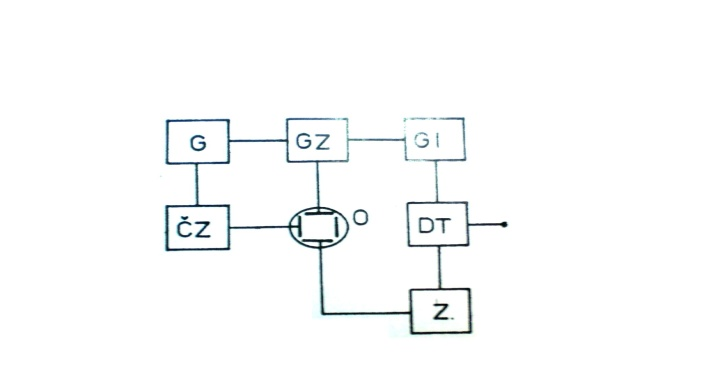 G GZ GI
ČZ O DT
Z.